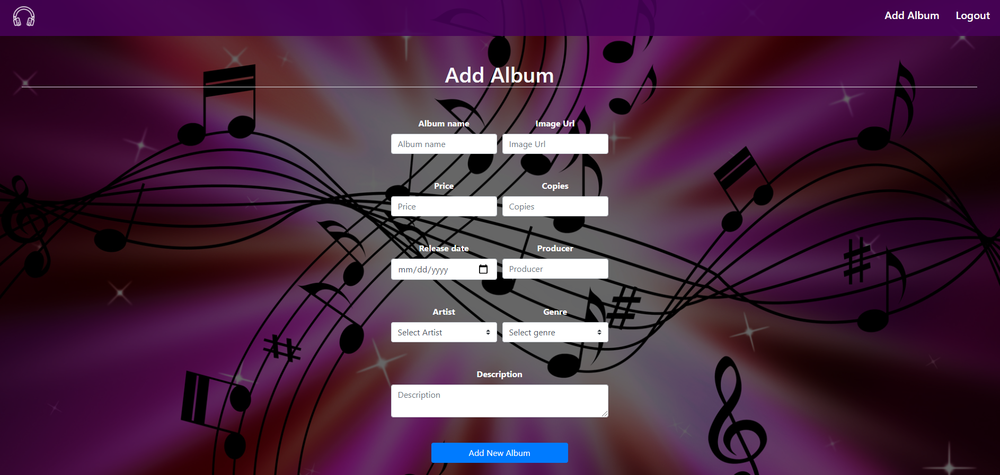 Add Album Logout
Add Album
Album name Image Url
Album name Image Url
Price Copies
Price Copies
Release date Producer
mm/dd/yyyy Producer
Artist Genre
Select Artist Select genre
Description
Description
Add New Album